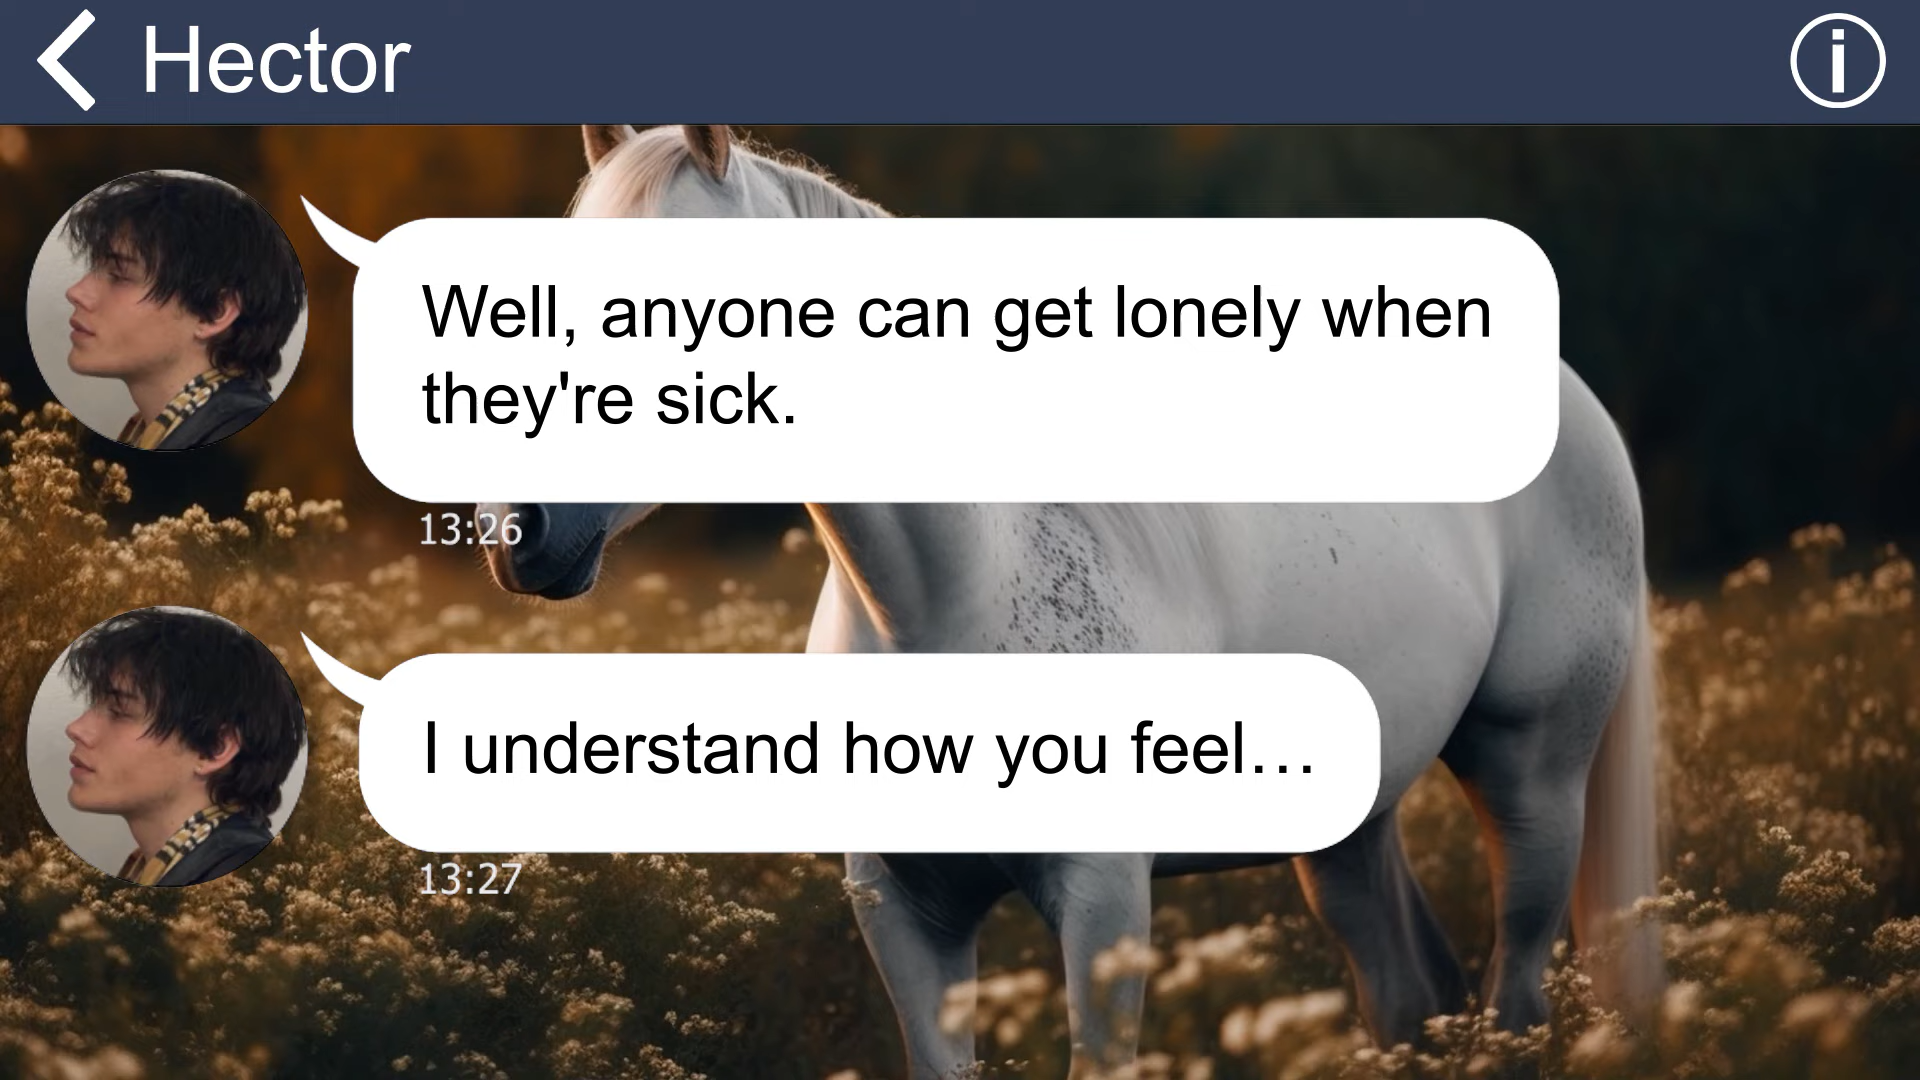 Hector
Well, anyone can get lonely when
they're sick.
13:26
I understand how you feel…
13:27